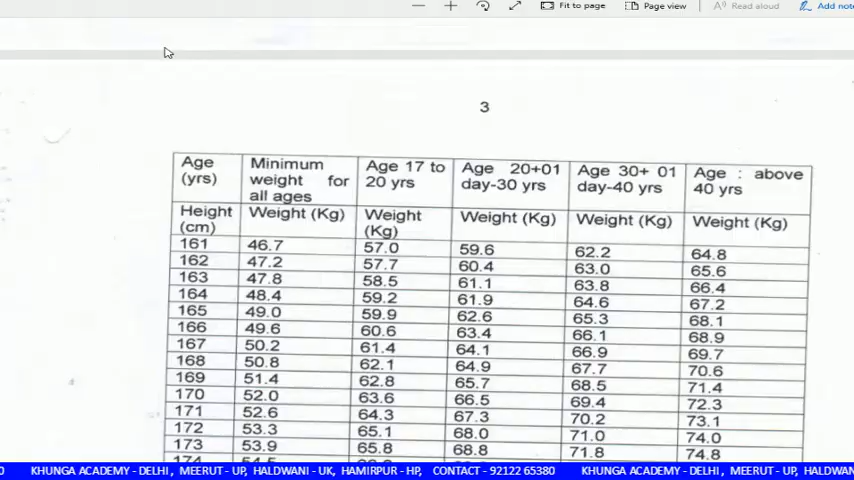 Fit to page Page view Read aloud Add note
3
Age (yrs) Minimum weight for all ages Age 17 to 20 yrs Age 20+01 day-30 yrs Age 30+ 01 day-40 yrs Age : above 40 yrs
Height (cm) Weight (Kg) Weight (Kg) Weight (Kg) Weight (Kg) Weight (Kg)
161 46.7 57.0 59.6 62.2 64.8
162 47.2 57.7 60.4 63.0 65.6
163 47.8 58.5 61.1 63.8 66.4
164 48.4 59.2 61.9 64.6 67.2
165 49.0 59.9 62.6 65.3 68.1
166 49.6 60.6 63.4 66.1 68.9
167 50.2 61.4 64.1 66.9 69.7
168 50.8 62.1 64.9 67.7 70.6
169 51.4 62.8 65.7 68.5 71.4
170 52.0 63.6 66.5 69.4 72.3
171 52.6 64.3 67.3 70.2 73.1
172 53.3 65.1 68.0 71.0 74.0
173 53.9 65.8 68.8 71.8 74.8
KHUNGA ACADEMY - DELHI , MEERUT - UP, HALDWANI - UK, HAMIRPUR - HP, CONTACT - 92122 65380 KHUNGA ACADEMY - DELHI , MEERUT - UP,